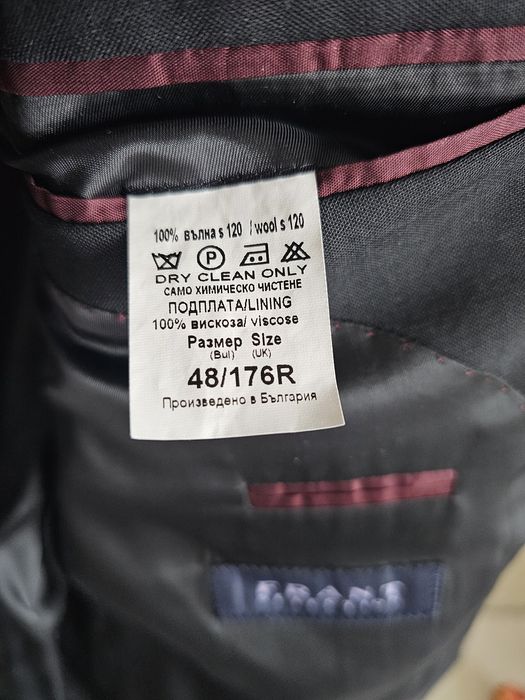 100% вълна s 120 / wool s 120
P
DRY CLEAN ONLY
САМО ХИМИЧЕСКО ЧИСТЕНЕ
ПОДПЛАТА/LINING
100% вискоза/ viscose
Размер Size
(Bul) (UK)
48/176R
Произведено в България